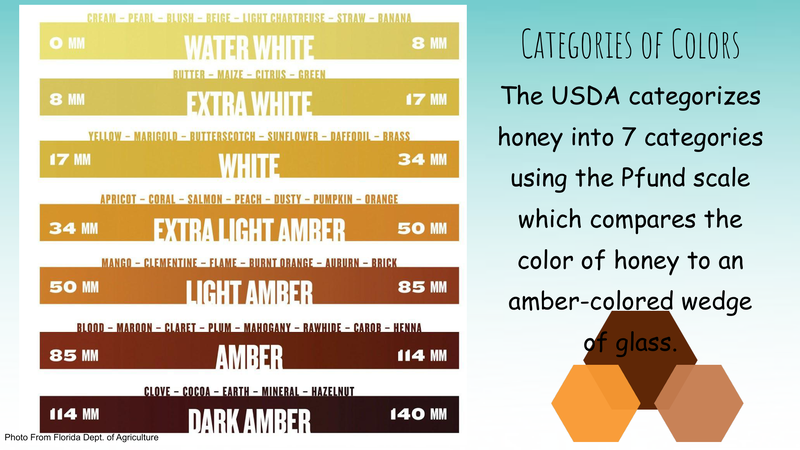 CREAM – PEARL – BLUSH – BEIGE – LIGHT CHARTREUSE – STRAW – BANANA
0 MM WATER WHITE 8 MM
BUTTER – MAIZE – CITRUS – GREEN
8 MM EXTRA WHITE 17 MM
YELLOW – MARIGOLD – BUTTERSCOTCH – SUNFLOWER – DAFFODIL – BRASS
17 MM WHITE 34 MM
APRICOT – CORAL – SALMON – PEACH – DUSTY – PUMPKIN – ORANGE
34 MM EXTRA LIGHT AMBER 50 MM
MANGO – CLEMENTINE – FLAME – BURNT ORANGE – AUBURN – BRICK
50 MM LIGHT AMBER 85 MM
BLOOD – MAROON – CLARET – PLUM – MAHOGANY – RAWHIDE – CAROB – HENNA
85 MM AMBER 114 MM
CLOVE – COCOA – EARTH – MINERAL – HAZELNUT
114 MM DARK AMBER 140 MM
Photo From Florida Dept. of Agriculture
Categories of Colors
The USDA categorizes
honey into 7 categories
using the Pfund scale
which compares the
color of honey to an
amber-colored wedge
of glass.